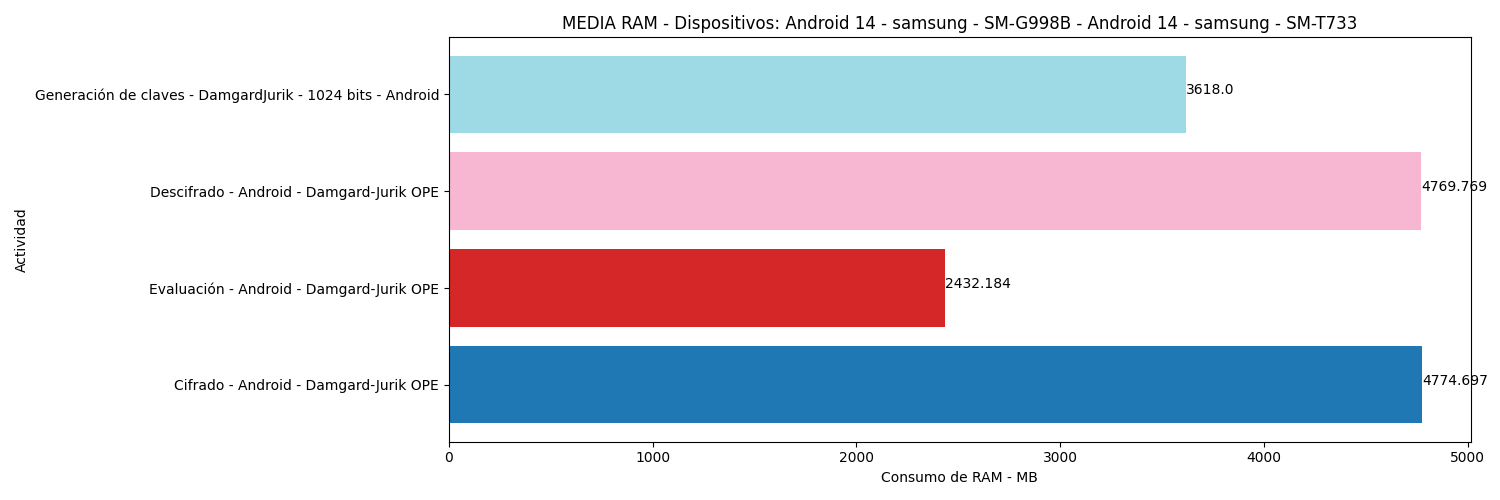 MEDIA RAM - Dispositivos: Android 14 - samsung - SM-G998B - Android 14 - samsung - SM-T733
Generación de claves - DamgardJurik - 1024 bits - Android
3618.0
Descifrado - Android - Damgard-Jurik OPE
4769.769
Evaluación - Android - Damgard-Jurik OPE
2432.184
Cifrado - Android - Damgard-Jurik OPE
4774.697
Actividad
0 1000 2000 3000 4000 5000
Consumo de RAM - MB